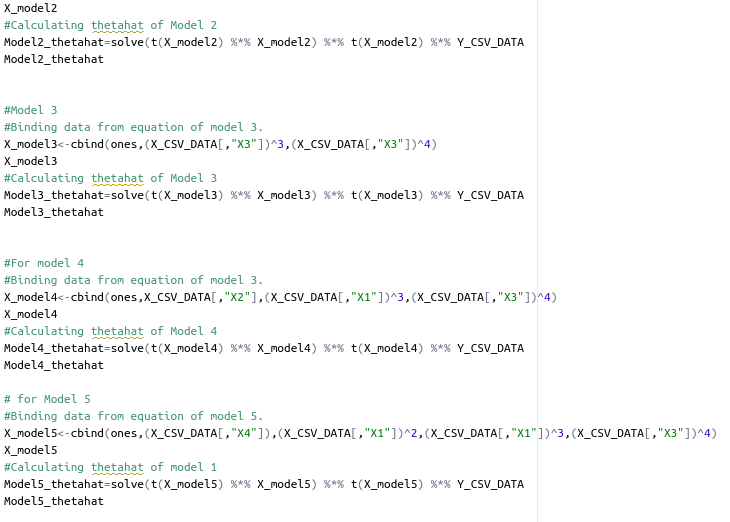 X_model2
#Calculating thetahat of Model 2
Model2_thetahat=solve(t(X_model2) %*% X_model2) %*% t(X_model2) %*% Y_CSV_DATA
Model2_thetahat
#Model 3
#Binding data from equation of model 3.
X_model3<-cbind(ones,(X_CSV_DATA[,"X3"])^3,(X_CSV_DATA[,"X3"])^4)
X_model3
#Calculating thetahat of Model 3
Model3_thetahat=solve(t(X_model3) %*% X_model3) %*% t(X_model3) %*% Y_CSV_DATA
Model3_thetahat
#For model 4
#Binding data from equation of model 3.
X_model4<-cbind(ones,X_CSV_DATA[,"X2"],(X_CSV_DATA[,"X1"])^3,(X_CSV_DATA[,"X3"])^4)
X_model4
#Calculating thetahat of Model 4
Model4_thetahat=solve(t(X_model4) %*% X_model4) %*% t(X_model4) %*% Y_CSV_DATA
Model4_thetahat
# for Model 5
#Binding data from equation of model 5.
X_model5<-cbind(ones,(X_CSV_DATA[,"X4"]),(X_CSV_DATA[,"X1"])^2,(X_CSV_DATA[,"X1"])^3,(X_CSV_DATA[,"X3"])^4)
X_model5
#Calculating thetahat of model 1
Model5_thetahat=solve(t(X_model5) %*% X_model5) %*% t(X_model5) %*% Y_CSV_DATA
Model5_thetahat